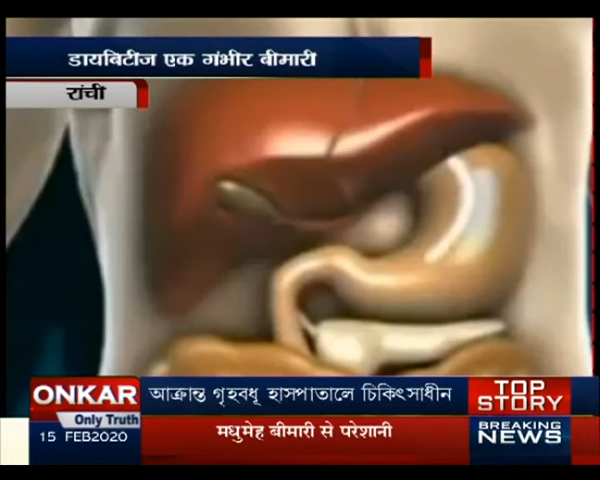 डायबिटीज एक गंभीर बीमारी
रांची
ONKAR
Only Truth
15 FEB2020
আক্রান্ত গৃহবধূ হাসপাতালে চিকিৎসাধীন
मधुमेह बीमारी से परेशानी
TOP
STORY
BREAKING
NEWS